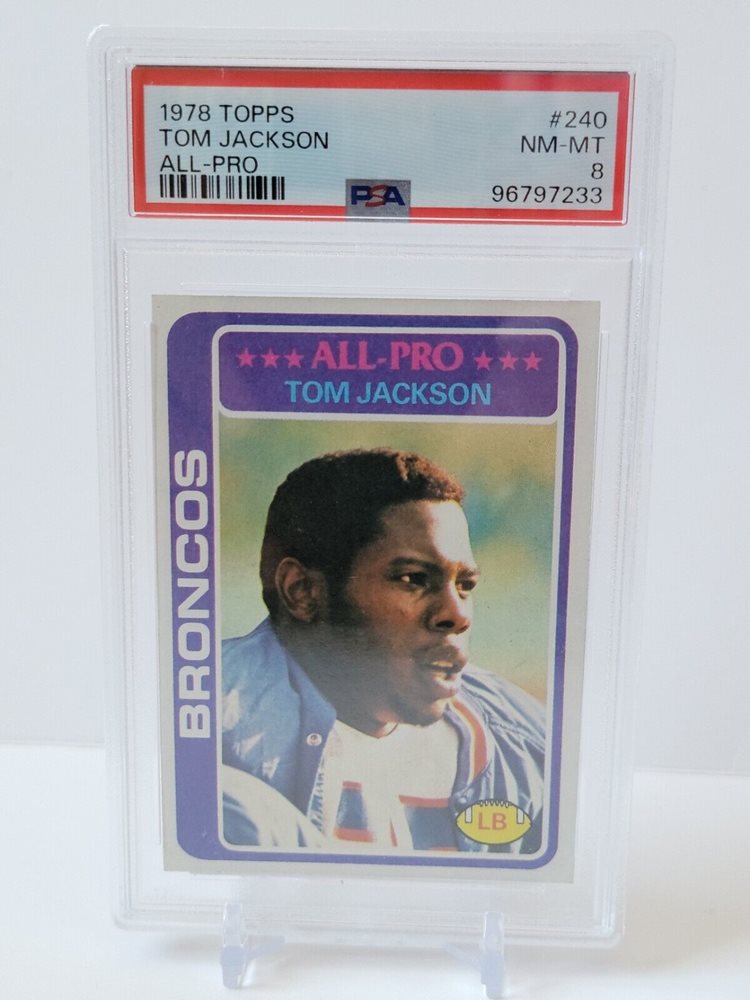 1978 TOPPS #240
TOM JACKSON NM-MT
ALL-PRO 8
PSA 96797233
★★★ ALL-PRO ★★★
TOM JACKSON
BRONCOS
LB